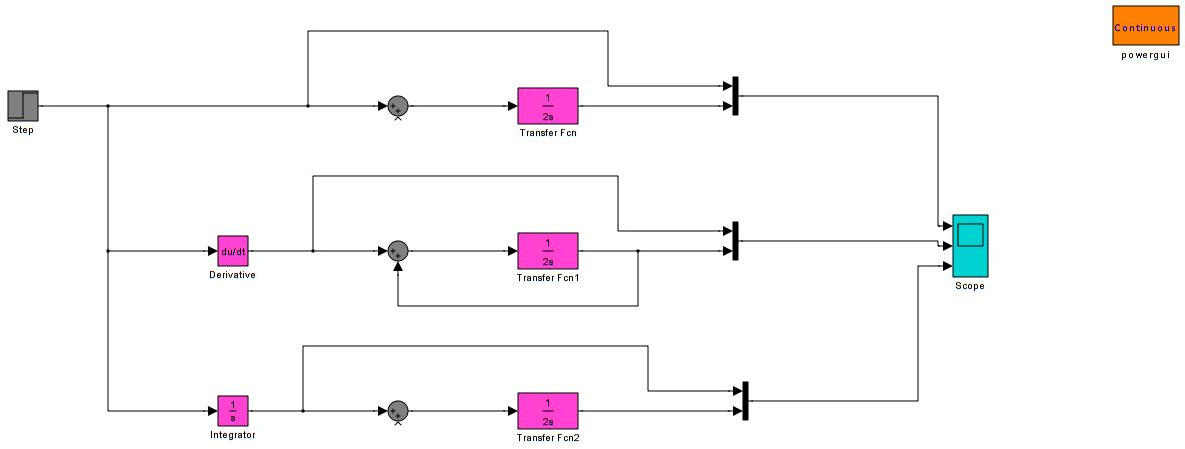 Continuous
powergui
Step
1
2s
Transfer Fcn
du/dt
Derivative
1
2s
Transfer Fcn1
Scope
1
s
Integrator
1
2s
Transfer Fcn2